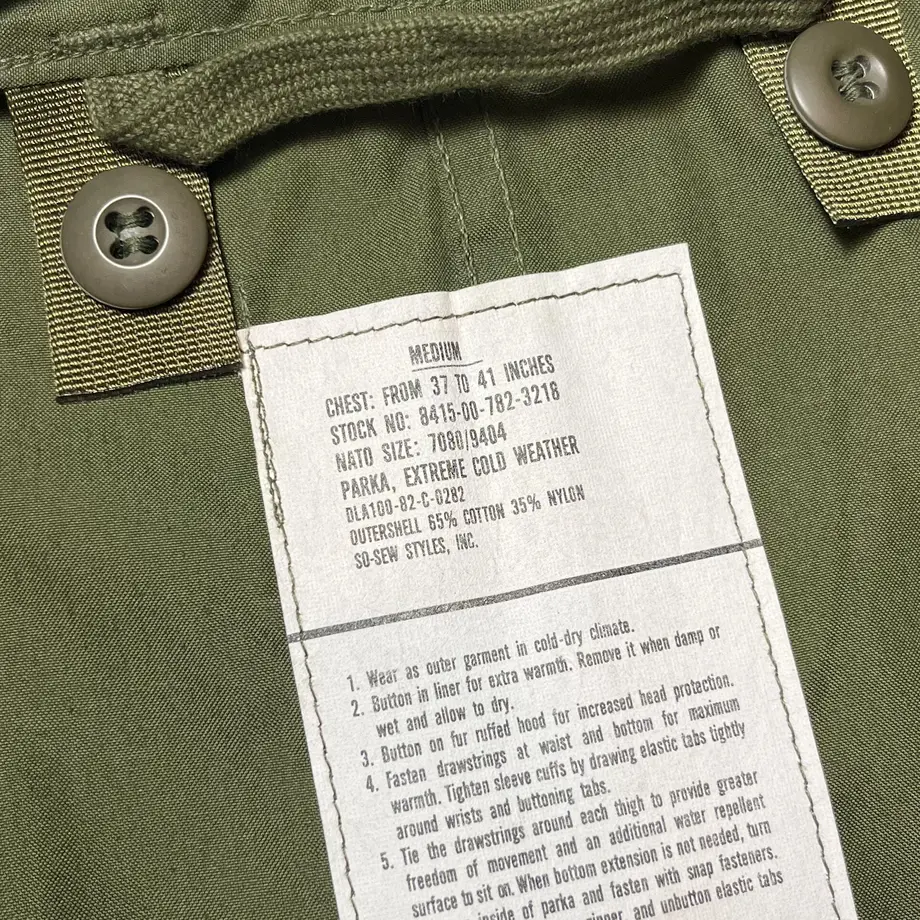 MEDIUM
CHEST: FROM 37 TO 41 INCHES
STOCK NO: 8415-00-782-3218
NATO SIZE: 7080/9404
PARKA, EXTREME COLD WEATHER
DLA100-82-C-0282
OUTERSHELL 65% COTTON 35% NYLON
SO-SEW STYLES, INC.
1. Wear as outer garment in cold-dry climate.
2. Button in liner for extra warmth. Remove it when damp or
wet and allow to dry.
3. Button on fur ruffed hood for increased head protection.
4. Fasten drawstrings at waist and bottom for maximum
warmth. Tighten sleeve cuffs by drawing elastic tabs tightly
around wrists and buttoning tabs.
5. Tie the drawstrings around each thigh to provide greater
freedom of movement and an additional water repellent
surface to sit on. When bottom extension is not needed, turn
inside of parka and fasten with snap fasteners.
and unbutton elastic tabs